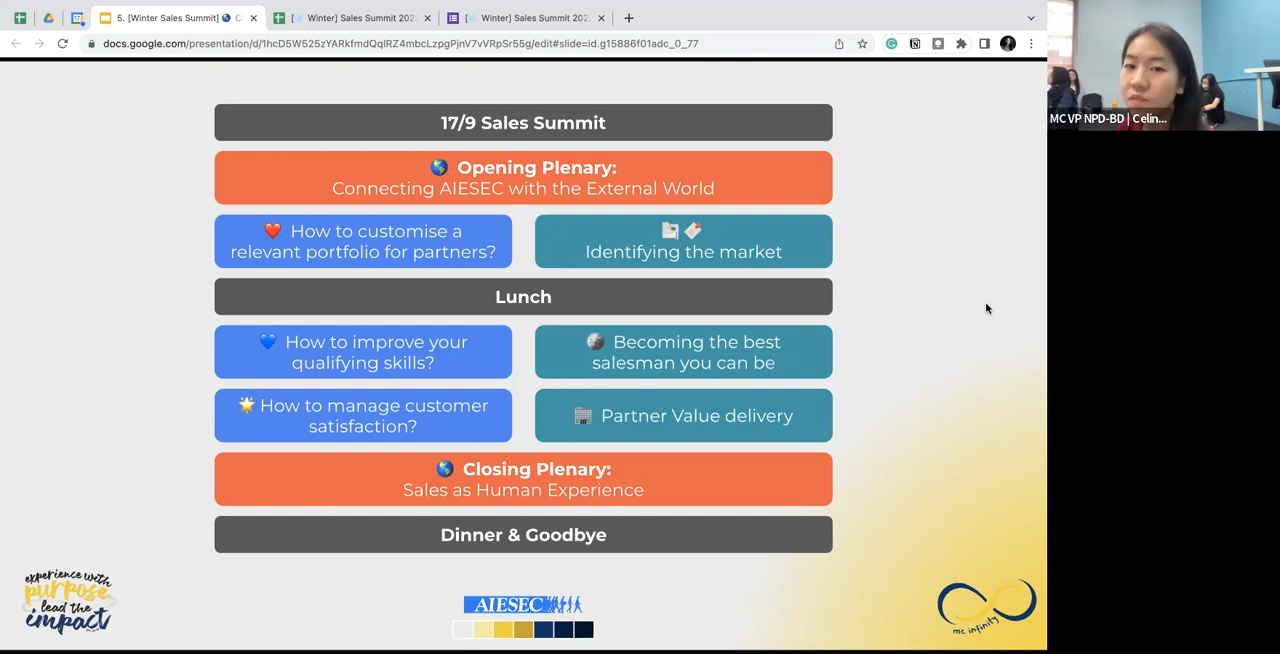 5. [Winter Sales Summit] 🌎 C
Winter] Sales Summit 202
Winter] Sales Summit 202
docs.google.com/presentation/d/1hcD5W525zYARkfmdQqlRZ4mbcLzpgPjnV7vVRpSr55g/edit#slide=id.g15886f01adc_0_77
MC VP NPD-BD | Celin...
17/9 Sales Summit
🌎 Opening Plenary:
Connecting AIESEC with the External World
❤️ How to customise a
relevant portfolio for partners?
Identifying the market
Lunch
💙 How to improve your
qualifying skills?
Becoming the best
salesman you can be
🌟 How to manage customer
satisfaction?
🏢 Partner Value delivery
🌎 Closing Plenary:
Sales as Human Experience
Dinner & Goodbye
experience with
purpose
lead the
impact
AIESEC
mc infinity